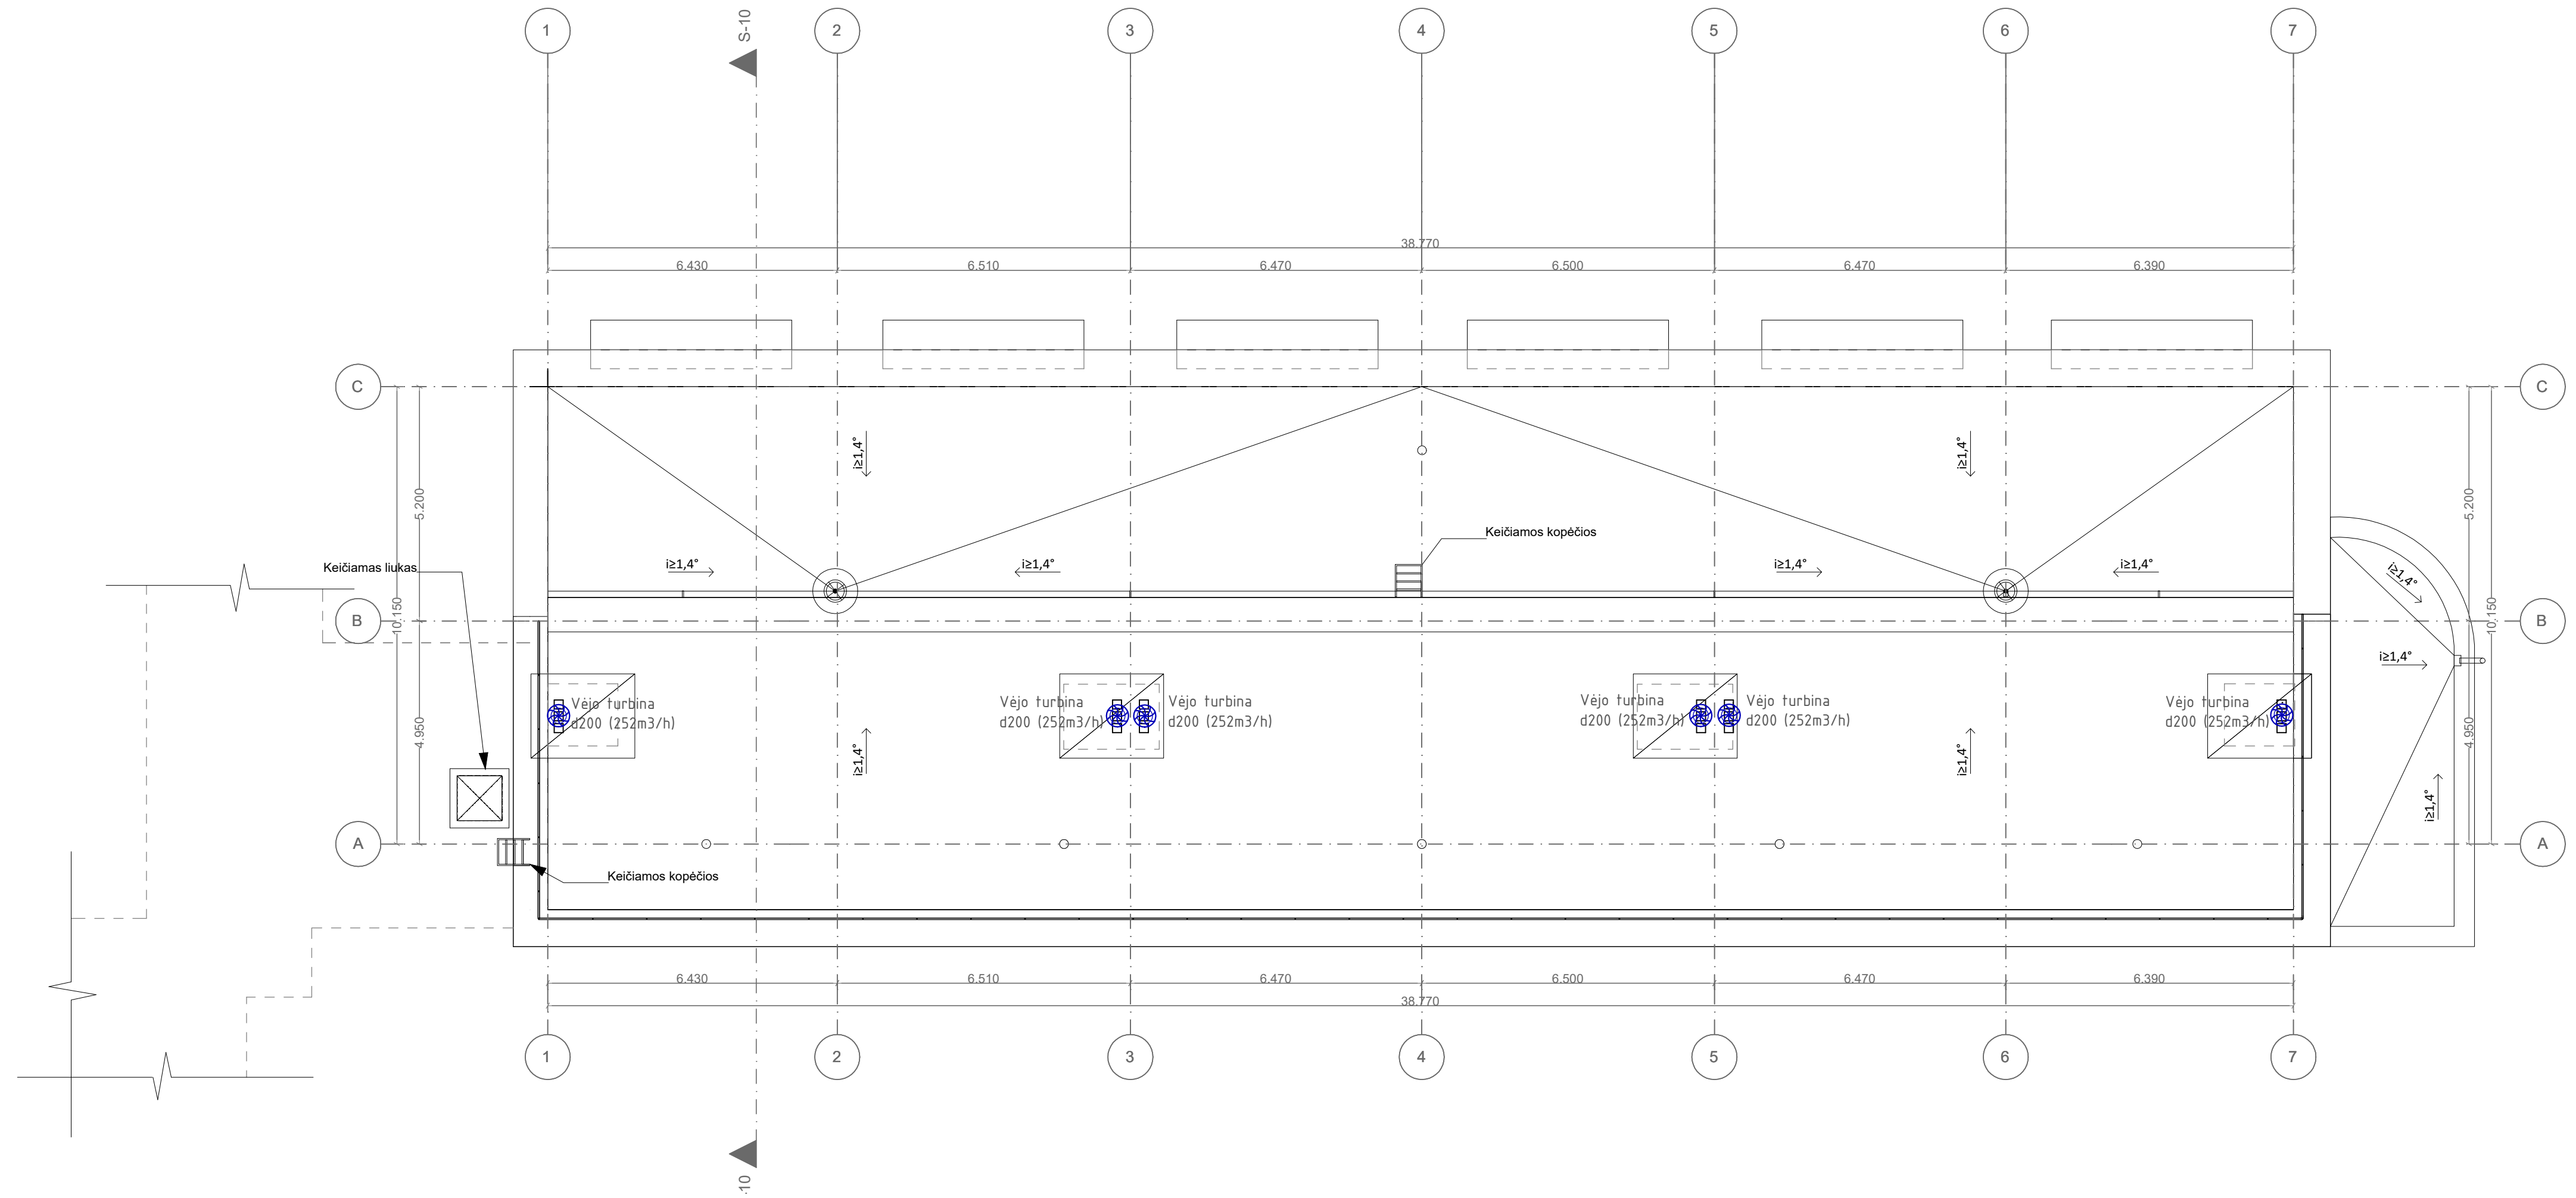 S-10
1
2
3
4
5
6
7
38.770
6.430
6.510
6.470
6.500
6.470
6.390
C
C
i≥1,4°
i≥1,4°
5.200
5.200
Keičiamos kopėčios
Keičiamas liukas
i≥1,4°
i≥1,4°
i≥1,4°
i≥1,4°
i≥1,4°
10.150
10.150
B
B
i≥1,4°
Vėjo turbina
d200 (252m3/h)
Vėjo turbina
d200 (252m3/h)
Vėjo turbina
d200 (252m3/h)
Vėjo turbina
d200 (252m3/h)
Vėjo turbina
d200 (252m3/h)
Vėjo turbina
d200 (252m3/h)
4.950
4.950
i≥1,4°
i≥1,4°
i≥1,4°
A
A
Keičiamos kopėčios
6.430
6.510
6.470
6.500
6.470
6.390
38.770
1
2
3
4
5
6
7
-10